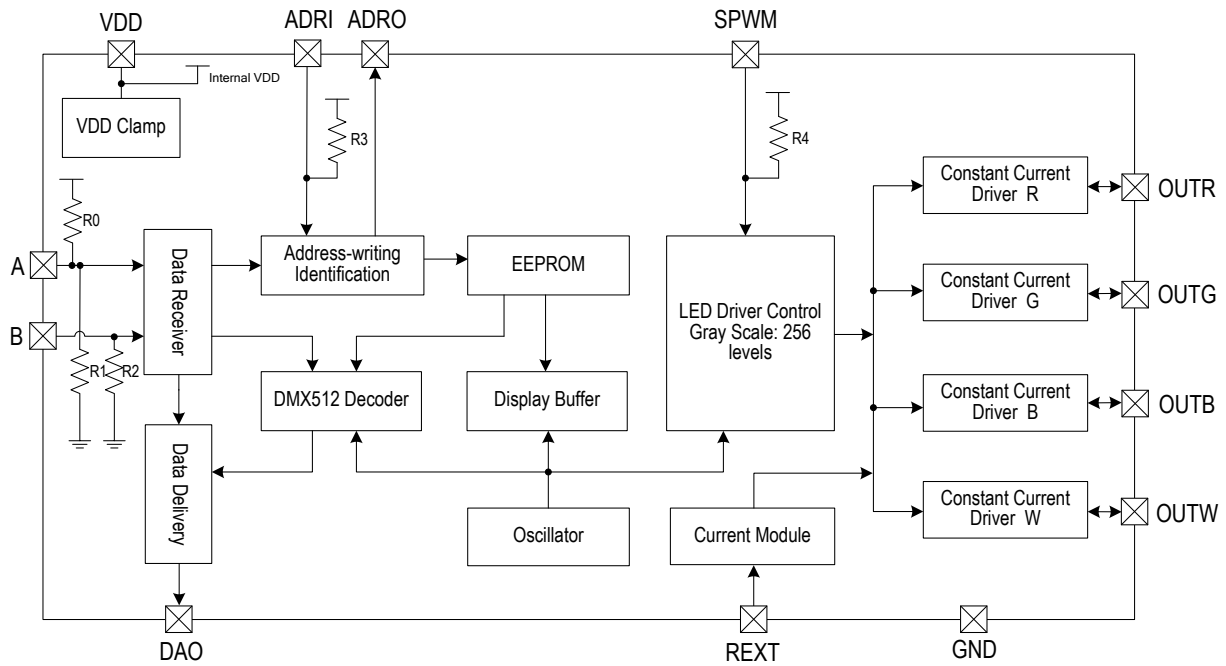 VDD
ADRI
ADRO
SPWM
Internal VDD
VDD Clamp
R3
R4
Constant Current
Driver R
OUTR
R0
A
Data Receiver
Address-writing
Identification
EEPROM
LED Driver Control
Gray Scale: 256
levels
Constant Current
Driver G
OUTG
B
R1
R2
DMX512 Decoder
Display Buffer
Constant Current
Driver B
OUTB
Data Delivery
Oscillator
Current Module
Constant Current
Driver W
OUTW
DAO
REXT
GND